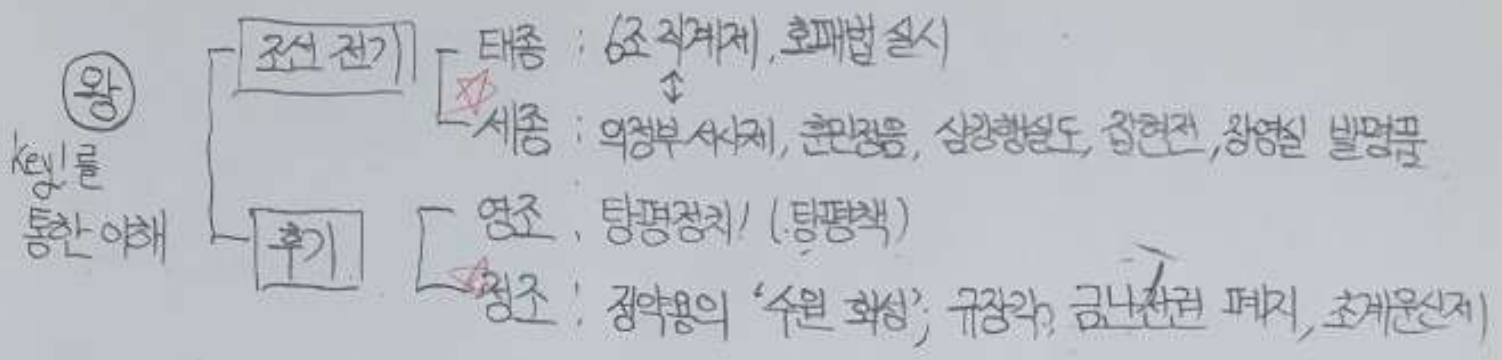 조선 전기
태종 : 6조 직계제, 호패법 실시
왕
↕
세종 : 의정부 서사제, 훈민정음, 삼강행실도, 집현전, 장영실 발명품
key!를
통한 이해
후기
영조 : 탕평정치! (탕평책)
정조 : 정약용의 '수원 화성', 규장각, 금난전권 폐지, 초계문신제